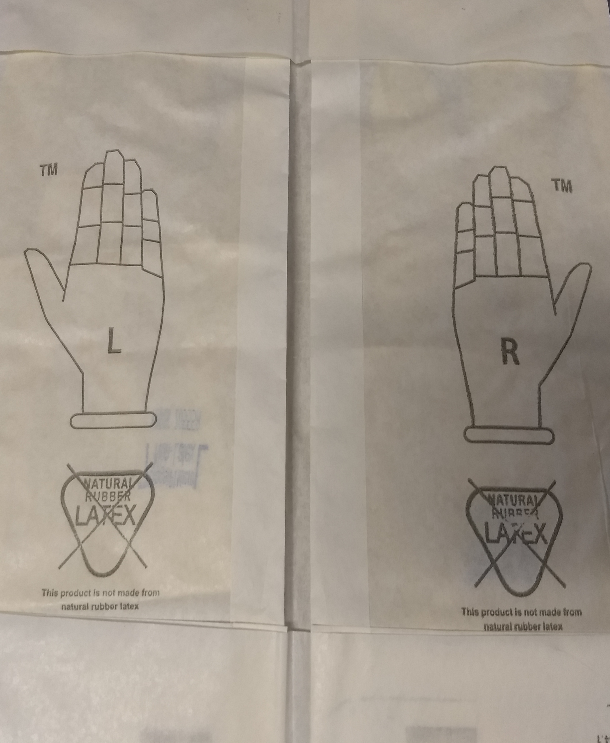 TM
L
NATURAL
RUBBER
LATEX
This product is not made from
natural rubber latex
TM
R
NATURAL
RUBBER
LATEX
This product is not made from
natural rubber latex